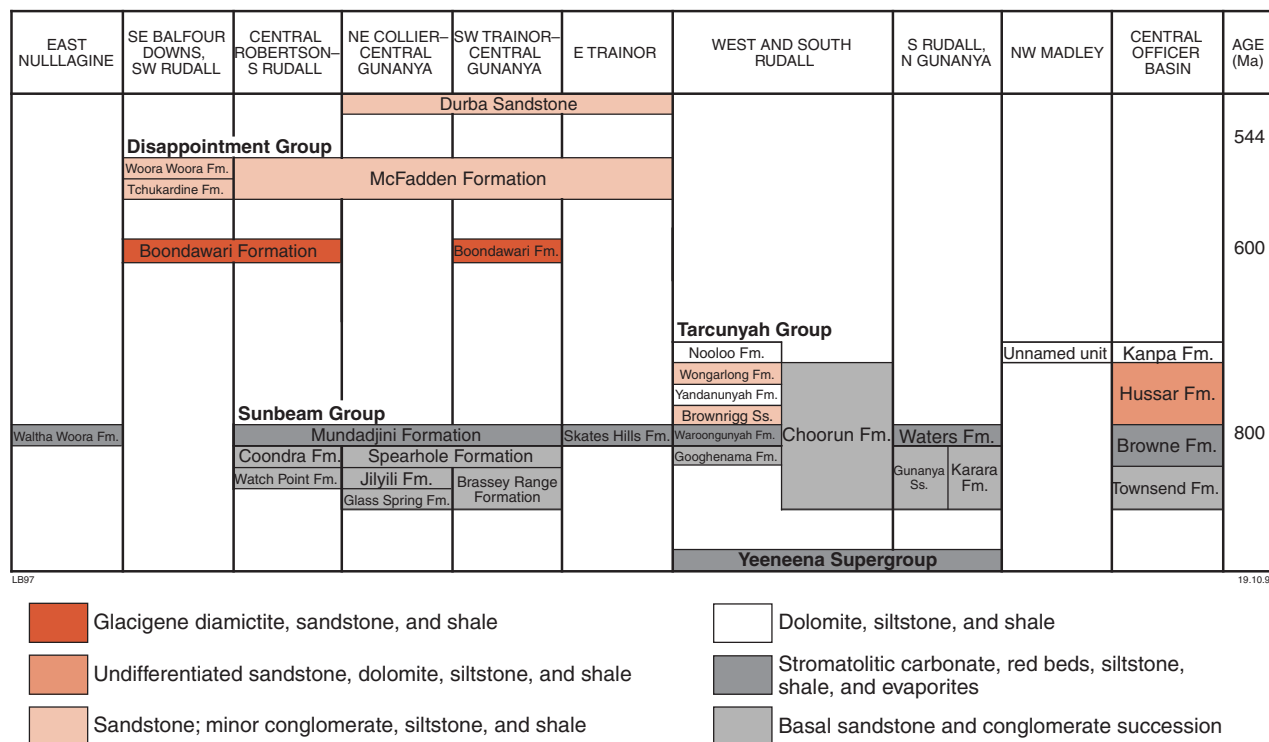 EAST
NULLLAGINE
SE BALFOUR
DOWNS,
SW RUDALL
CENTRAL
ROBERTSON–
S RUDALL
NE COLLIER–
CENTRAL
GUNANYA
SW TRAINOR–
CENTRAL
GUNANYA
E TRAINOR
WEST AND SOUTH
RUDALL
S RUDALL,
N GUNANYA
NW MADLEY
CENTRAL
OFFICER
BASIN
AGE
(Ma)
Durba Sandstone
544
Disappointment Group
Woora Woora Fm.
Tchukardine Fm.
McFadden Formation
Boondawari Formation
Boondawari Fm.
600
Tarcunyah Group
Nooloo Fm.
Unnamed unit
Kanpa Fm.
Wongarlong Fm.
Yandanunyah Fm.
Brownrigg Ss.
Hussar Fm.
Sunbeam Group
Waltha Woora Fm.
Mundadjini Formation
Skates Hills Fm.
Waroongunyah Fm.
Choorun Fm.
Waters Fm.
Browne Fm.
800
Coondra Fm.
Spearhole Formation
Googhenama Fm.
Watch Point Fm.
Jilyili Fm.
Glass Spring Fm.
Brassey Range
Formation
Gunanya
Ss.
Karara
Fm.
Townsend Fm.
Yeeneena Supergroup
LB97
19.10.9
Glacigene diamictite, sandstone, and shale
Undifferentiated sandstone, dolomite, siltstone, and shale
Sandstone; minor conglomerate, siltstone, and shale
Dolomite, siltstone, and shale
Stromatolitic carbonate, red beds, siltstone,
shale, and evaporites
Basal sandstone and conglomerate succession